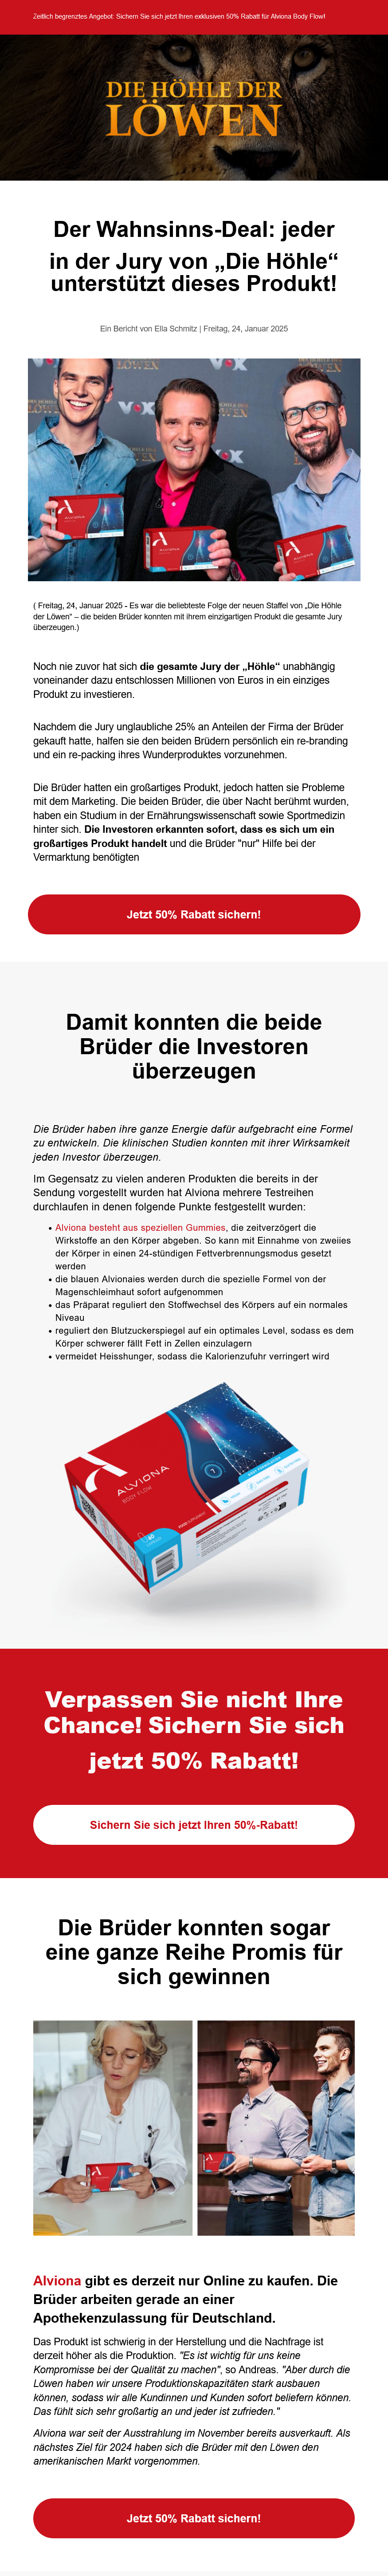 Zeitlich begrenztes Angebot: Sichern Sie sich jetzt Ihren exklusiven 50% Rabatt für Alviona Body Flow!
DIE HÖHLE DER
LÖWEN
Der Wahnsinns-Deal: jeder
in der Jury von „Die Höhle“
unterstützt dieses Produkt!
Ein Bericht von Ella Schmitz | Freitag, 24, Januar 2025
LÖWEN
VOX
LÖWEN
VOX
ALVIONA
ALVIONA
ALVIONA
( Freitag, 24, Januar 2025 - Es war die beliebteste Folge der neuen Staffel von „Die Höhle
der Löwen“ – die beiden Brüder konnten mit ihrem einzigartigen Produkt die gesamte Jury
überzeugen.)
Noch nie zuvor hat sich die gesamte Jury der „Höhle“ unabhängig
voneinander dazu entschlossen Millionen von Euros in ein einziges
Produkt zu investieren.
Nachdem die Jury unglaubliche 25% an Anteilen der Firma der Brüder
gekauft hatte, halfen sie den beiden Brüdern persönlich ein re-branding
und ein re-packing ihres Wunderproduktes vorzunehmen.
Die Brüder hatten ein großartiges Produkt, jedoch hatten sie Probleme
mit dem Marketing. Die beiden Brüder, die über Nacht berühmt wurden,
haben ein Studium in der Ernährungswissenschaft sowie Sportmedizin
hinter sich. Die Investoren erkannten sofort, dass es sich um ein
großartiges Produkt handelt und die Brüder "nur" Hilfe bei der
Vermarktung benötigten
Jetzt 50% Rabatt sichern!
Damit konnten die beide
Brüder die Investoren
überzeugen
Die Brüder haben ihre ganze Energie dafür aufgebracht eine Formel
zu entwickeln. Die klinischen Studien konnten mit ihrer Wirksamkeit
jeden Investor überzeugen.
Im Gegensatz zu vielen anderen Produkten die bereits in der
Sendung vorgestellt wurden hat Alviona mehrere Testreihen
durchlaufen in denen folgende Punkte festgestellt wurden:
• Alviona besteht aus speziellen Gummies, die zeitverzögert die
Wirkstoffe an den Körper abgeben. So kann mit Einnahme von zweiies
der Körper in einen 24-stündigen Fettverbrennungsmodus gesetzt
werden
• die blauen Alvionaies werden durch die spezielle Formel von der
Magenschleimhaut sofort aufgenommen
• das Präparat reguliert den Stoffwechsel des Körpers auf ein normales
Niveau
• reguliert den Blutzuckerspiegel auf ein optimales Level, sodass es dem
Körper schwerer fällt Fett in Zellen einzulagern
• vermeidet Heisshunger, sodass die Kalorienzufuhr verringert wird
ALVIONA
BODY FLOW
Verpassen Sie nicht Ihre
Chance! Sichern Sie sich
jetzt 50% Rabatt!
Sichern Sie sich jetzt Ihren 50%-Rabatt!
Die Brüder konnten sogar
eine ganze Reihe Promis für
sich gewinnen
Alviona gibt es derzeit nur Online zu kaufen. Die
Brüder arbeiten gerade an einer
Apothekenzulassung für Deutschland.
Das Produkt ist schwierig in der Herstellung und die Nachfrage ist
derzeit höher als die Produktion. "Es ist wichtig für uns keine
Kompromisse bei der Qualität zu machen", so Andreas. "Aber durch die
Löwen haben wir unsere Produktionskapazitäten stark ausbauen
können, sodass wir alle Kundinnen und Kunden sofort beliefern können.
Das fühlt sich sehr großartig an und jeder ist zufrieden."
Alviona war seit der Ausstrahlung im November bereits ausverkauft. Als
nächstes Ziel für 2024 haben sich die Brüder mit den Löwen den
amerikanischen Markt vorgenommen.
Jetzt 50% Rabatt sichern!